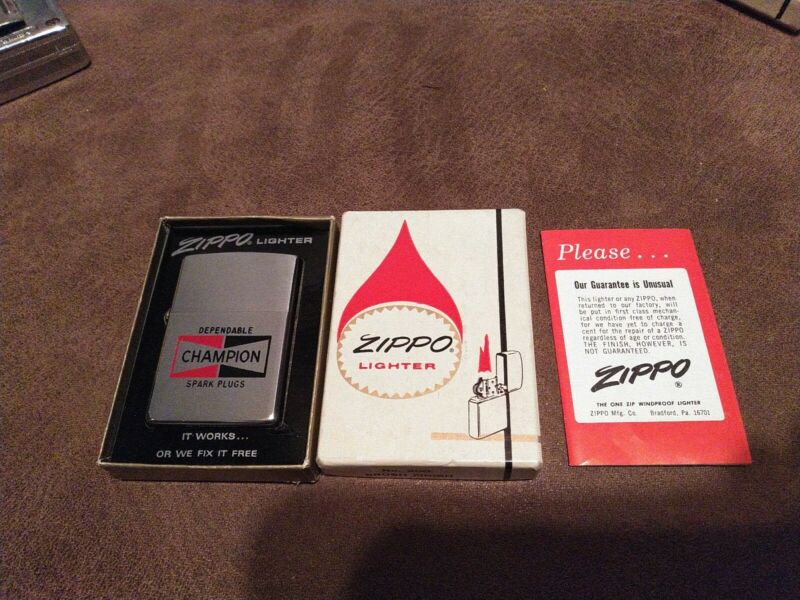 ZIPPO LIGHTER
DEPENDABLE
CHAMPION
SPARK PLUGS
IT WORKS...
OR WE FIX IT FREE
ZIPPO®
LIGHTER
BRUSH FINISH
Please...
Our Guarantee is Unusual
This lighter or any ZIPPO, when
returned to our factory, will
be put in first class mechan-
ical condition free of charge,
for we have yet to charge a
cent for the repair of a ZIPPO
regardless of age or condition.
THE FINISH, HOWEVER, IS
NOT GUARANTEED.
ZIPPO
®
THE ONE ZIP WINDPROOF LIGHTER
ZIPPO Mfg. Co. Bradford, Pa. 16701